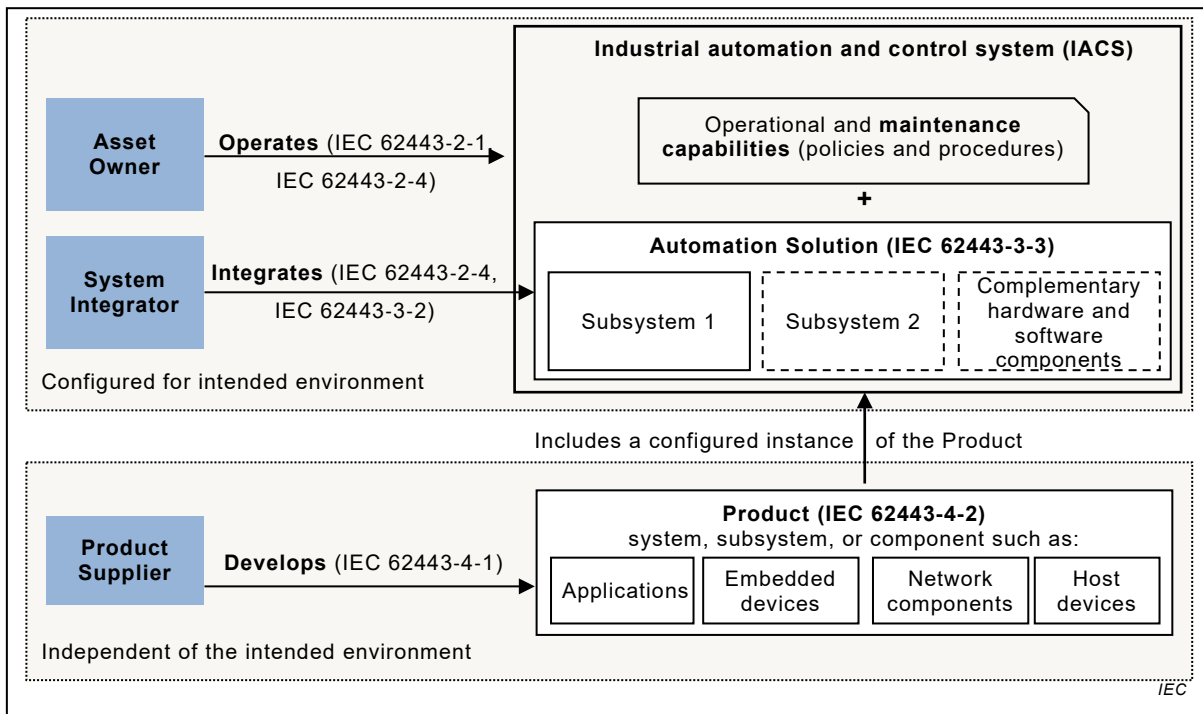 Industrial automation and control system (IACS)
Operational and maintenance
capabilities (policies and procedures)
+
Asset
Owner
Operates (IEC 62443-2-1,
IEC 62443-2-4)
Automation Solution (IEC 62443-3-3)
System
Integrator
Integrates (IEC 62443-2-4,
IEC 62443-3-2)
Subsystem 1
Subsystem 2
Complementary
hardware and
software
components
Configured for intended environment
Includes a configured instance of the Product
Product
Supplier
Develops (IEC 62443-4-1)
Product (IEC 62443-4-2)
system, subsystem, or component such as:
Applications
Embedded
devices
Network
components
Host
devices
Independent of the intended environment
IEC